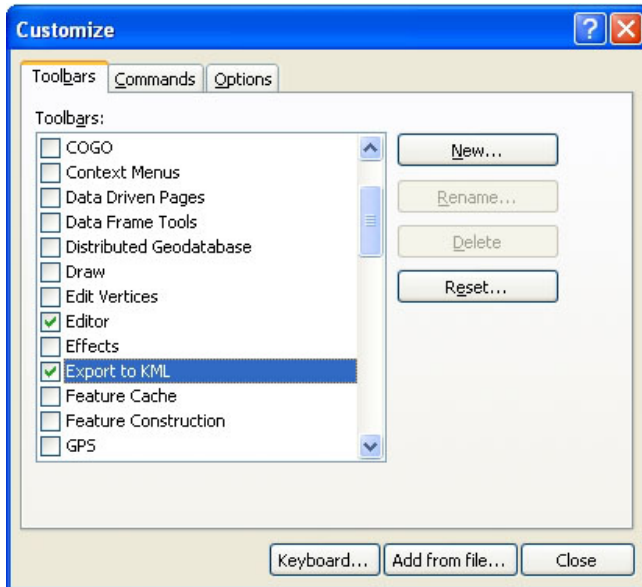 Customize
Toolbars Commands Options
Toolbars:
COGO
Context Menus
Data Driven Pages
Data Frame Tools
Distributed Geodatabase
Draw
Edit Vertices
Editor
Effects
Export to KML
Feature Cache
Feature Construction
GPS
New...
Rename...
Delete
Reset...
Keyboard... Add from file... Close